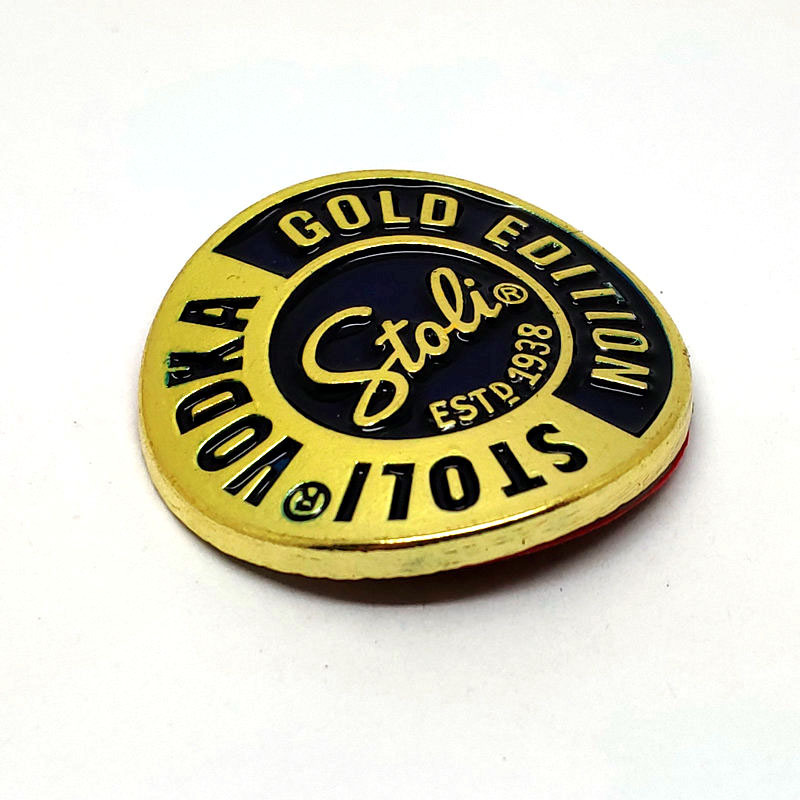 GOLD EDITION
Stoli®
ESTD 1938
STOLI® VODKA